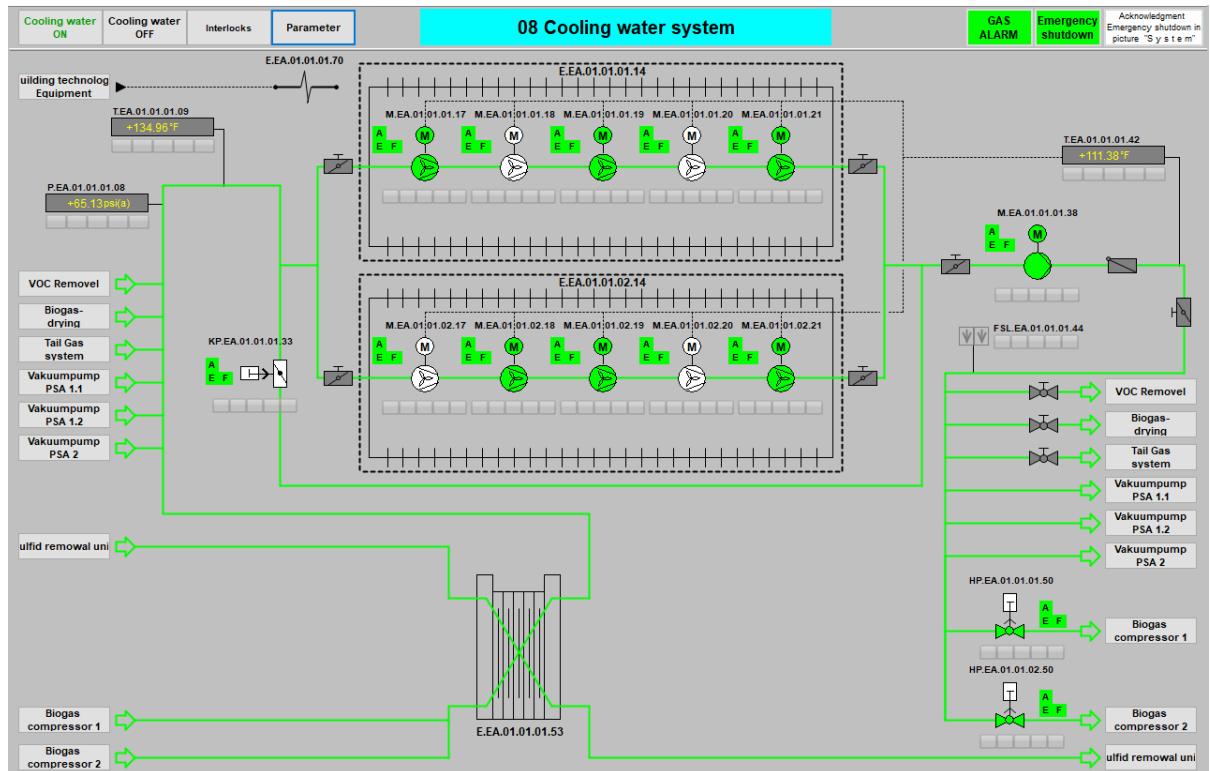 Cooling water
ON
Cooling water
OFF
Interlocks
Parameter
08 Cooling water system
GAS
ALARM
Emergency
shutdown
Acknowledgment
Emergency shutdown in
picture "S y s t e m"
uilding technolog
Equipment
E.EA.01.01.01.70
E.EA.01.01.01.14
T.EA.01.01.01.09
+134.96°F
M.EA.01.01.01.17
M.EA.01.01.01.18
M.EA.01.01.01.19
M.EA.01.01.01.20
M.EA.01.01.01.21
A
E F
M
A
E F
M
A
E F
M
A
E F
M
A
E F
M
T.EA.01.01.01.42
+111.38°F
P.EA.01.01.01.08
+65.13psi(a)
M.EA.01.01.01.38
A
E F
M
VOC Removel
Biogas-
drying
Tail Gas
system
Vakuumpump
PSA 1.1
Vakuumpump
PSA 1.2
Vakuumpump
PSA 2
KP.EA.01.01.01.33
A
E F
E.EA.01.01.02.14
M.EA.01.01.02.17
M.EA.01.01.02.18
M.EA.01.01.02.19
M.EA.01.01.02.20
M.EA.01.01.02.21
A
E F
M
A
E F
M
A
E F
M
A
E F
M
A
E F
M
FSL.EA.01.01.01.44
VOC Removel
Biogas-
drying
Tail Gas
system
Vakuumpump
PSA 1.1
Vakuumpump
PSA 1.2
Vakuumpump
PSA 2
ulfid remowal uni
HP.EA.01.01.01.50
A
E F
Biogas
compressor 1
HP.EA.01.01.02.50
A
E F
Biogas
compressor 2
Biogas
compressor 1
Biogas
compressor 2
E.EA.01.01.01.53
ulfid removal uni